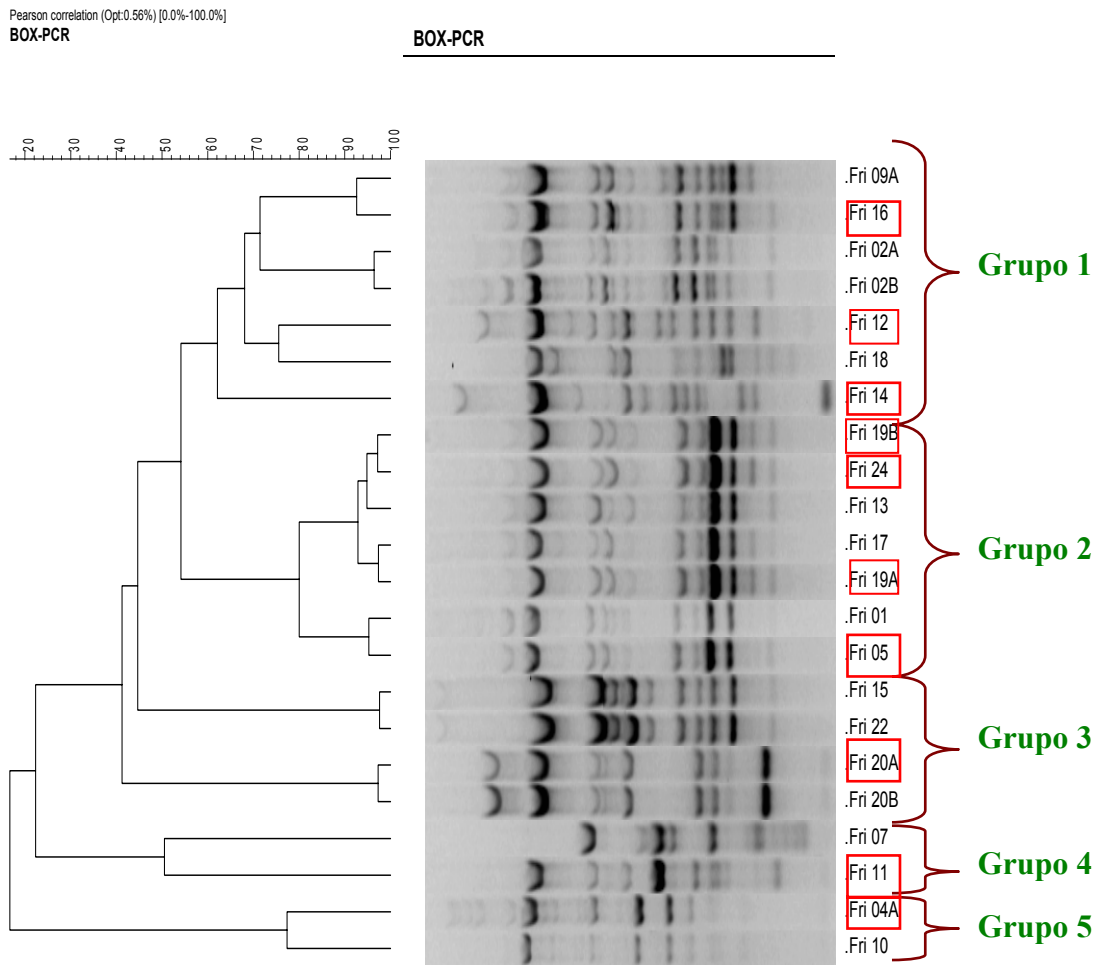 Pearson correlation (Opt:0.56%) [0.0%-100.0%]
BOX-PCR
BOX-PCR
20 30 40 50 60 70 80 90 100
.Fri 09A
.Fri 16
.Fri 02A
Grupo 1
.Fri 02B
.Fri 12
.Fri 18
.Fri 14
.Fri 19B
.Fri 24
.Fri 13
.Fri 17
Grupo 2
.Fri 19A
.Fri 01
.Fri 05
.Fri 15
.Fri 22
Grupo 3
.Fri 20A
.Fri 20B
.Fri 07
Grupo 4
.Fri 11
.Fri 04A
Grupo 5
.Fri 10